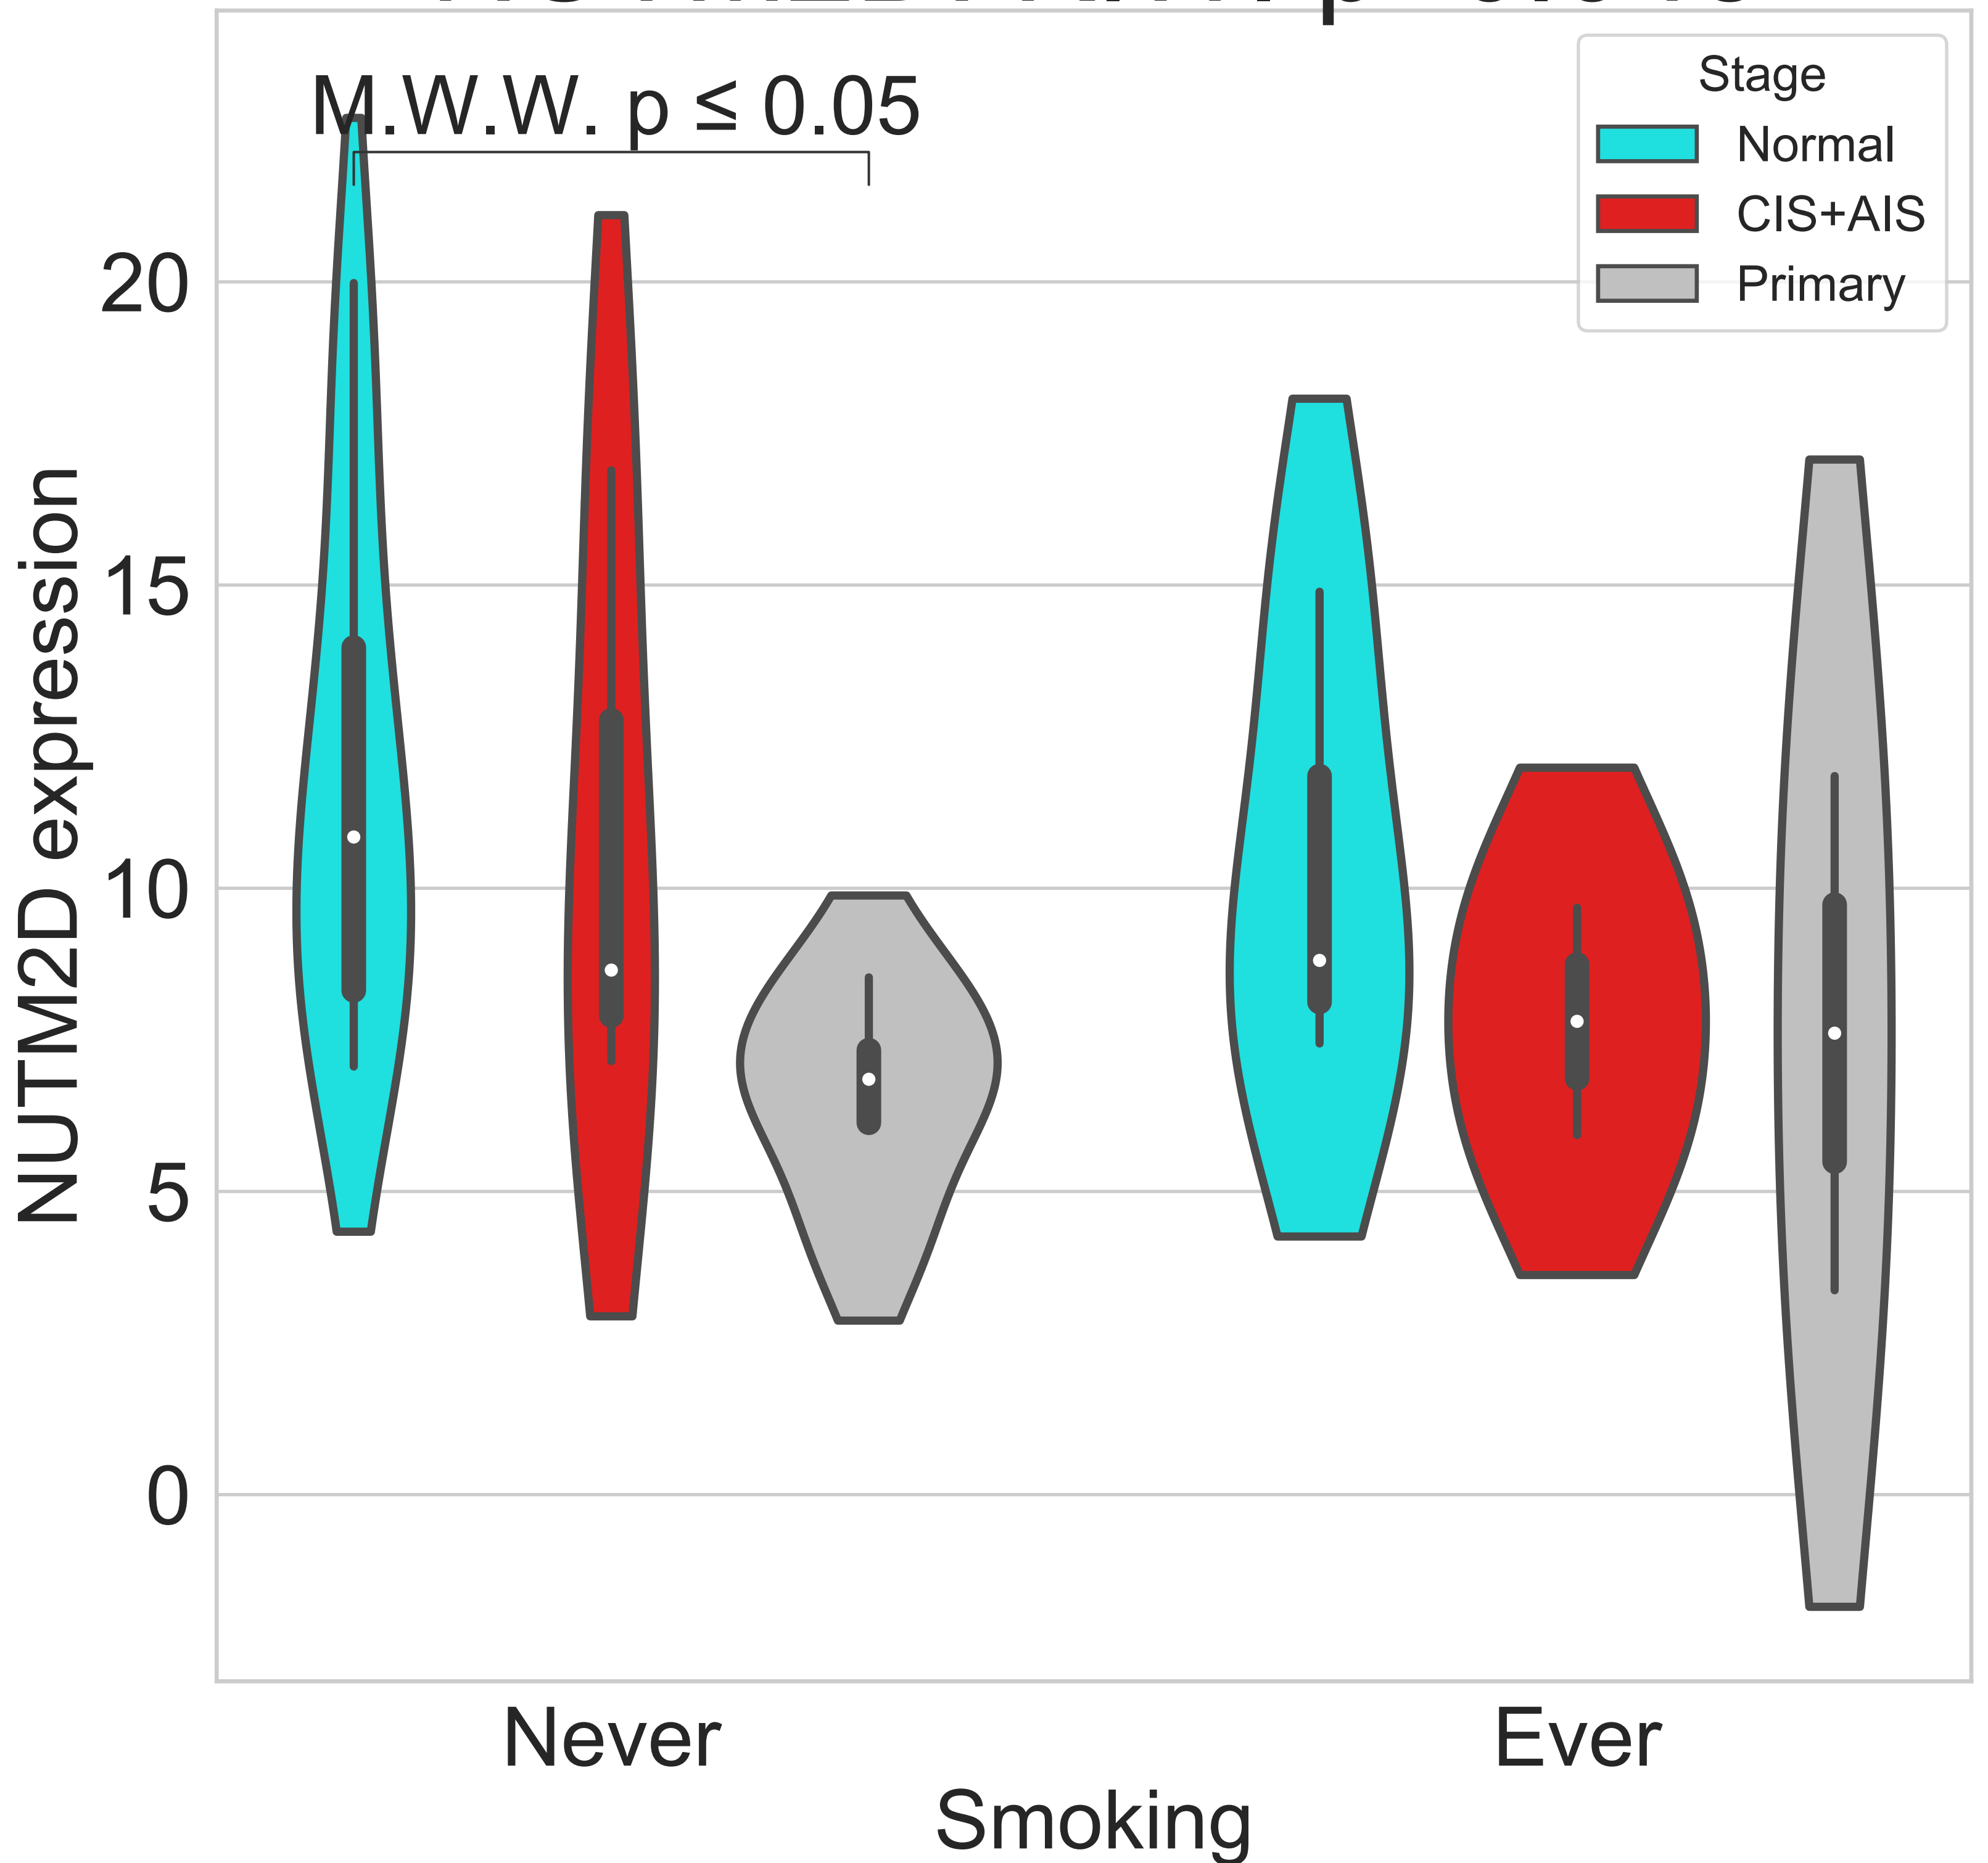 M.W.W. p ≤ 0.05
Stage
Normal
CIS+AIS
Primary
NUTM2D expression
20
15
10
5
0
Never
Ever
Smoking